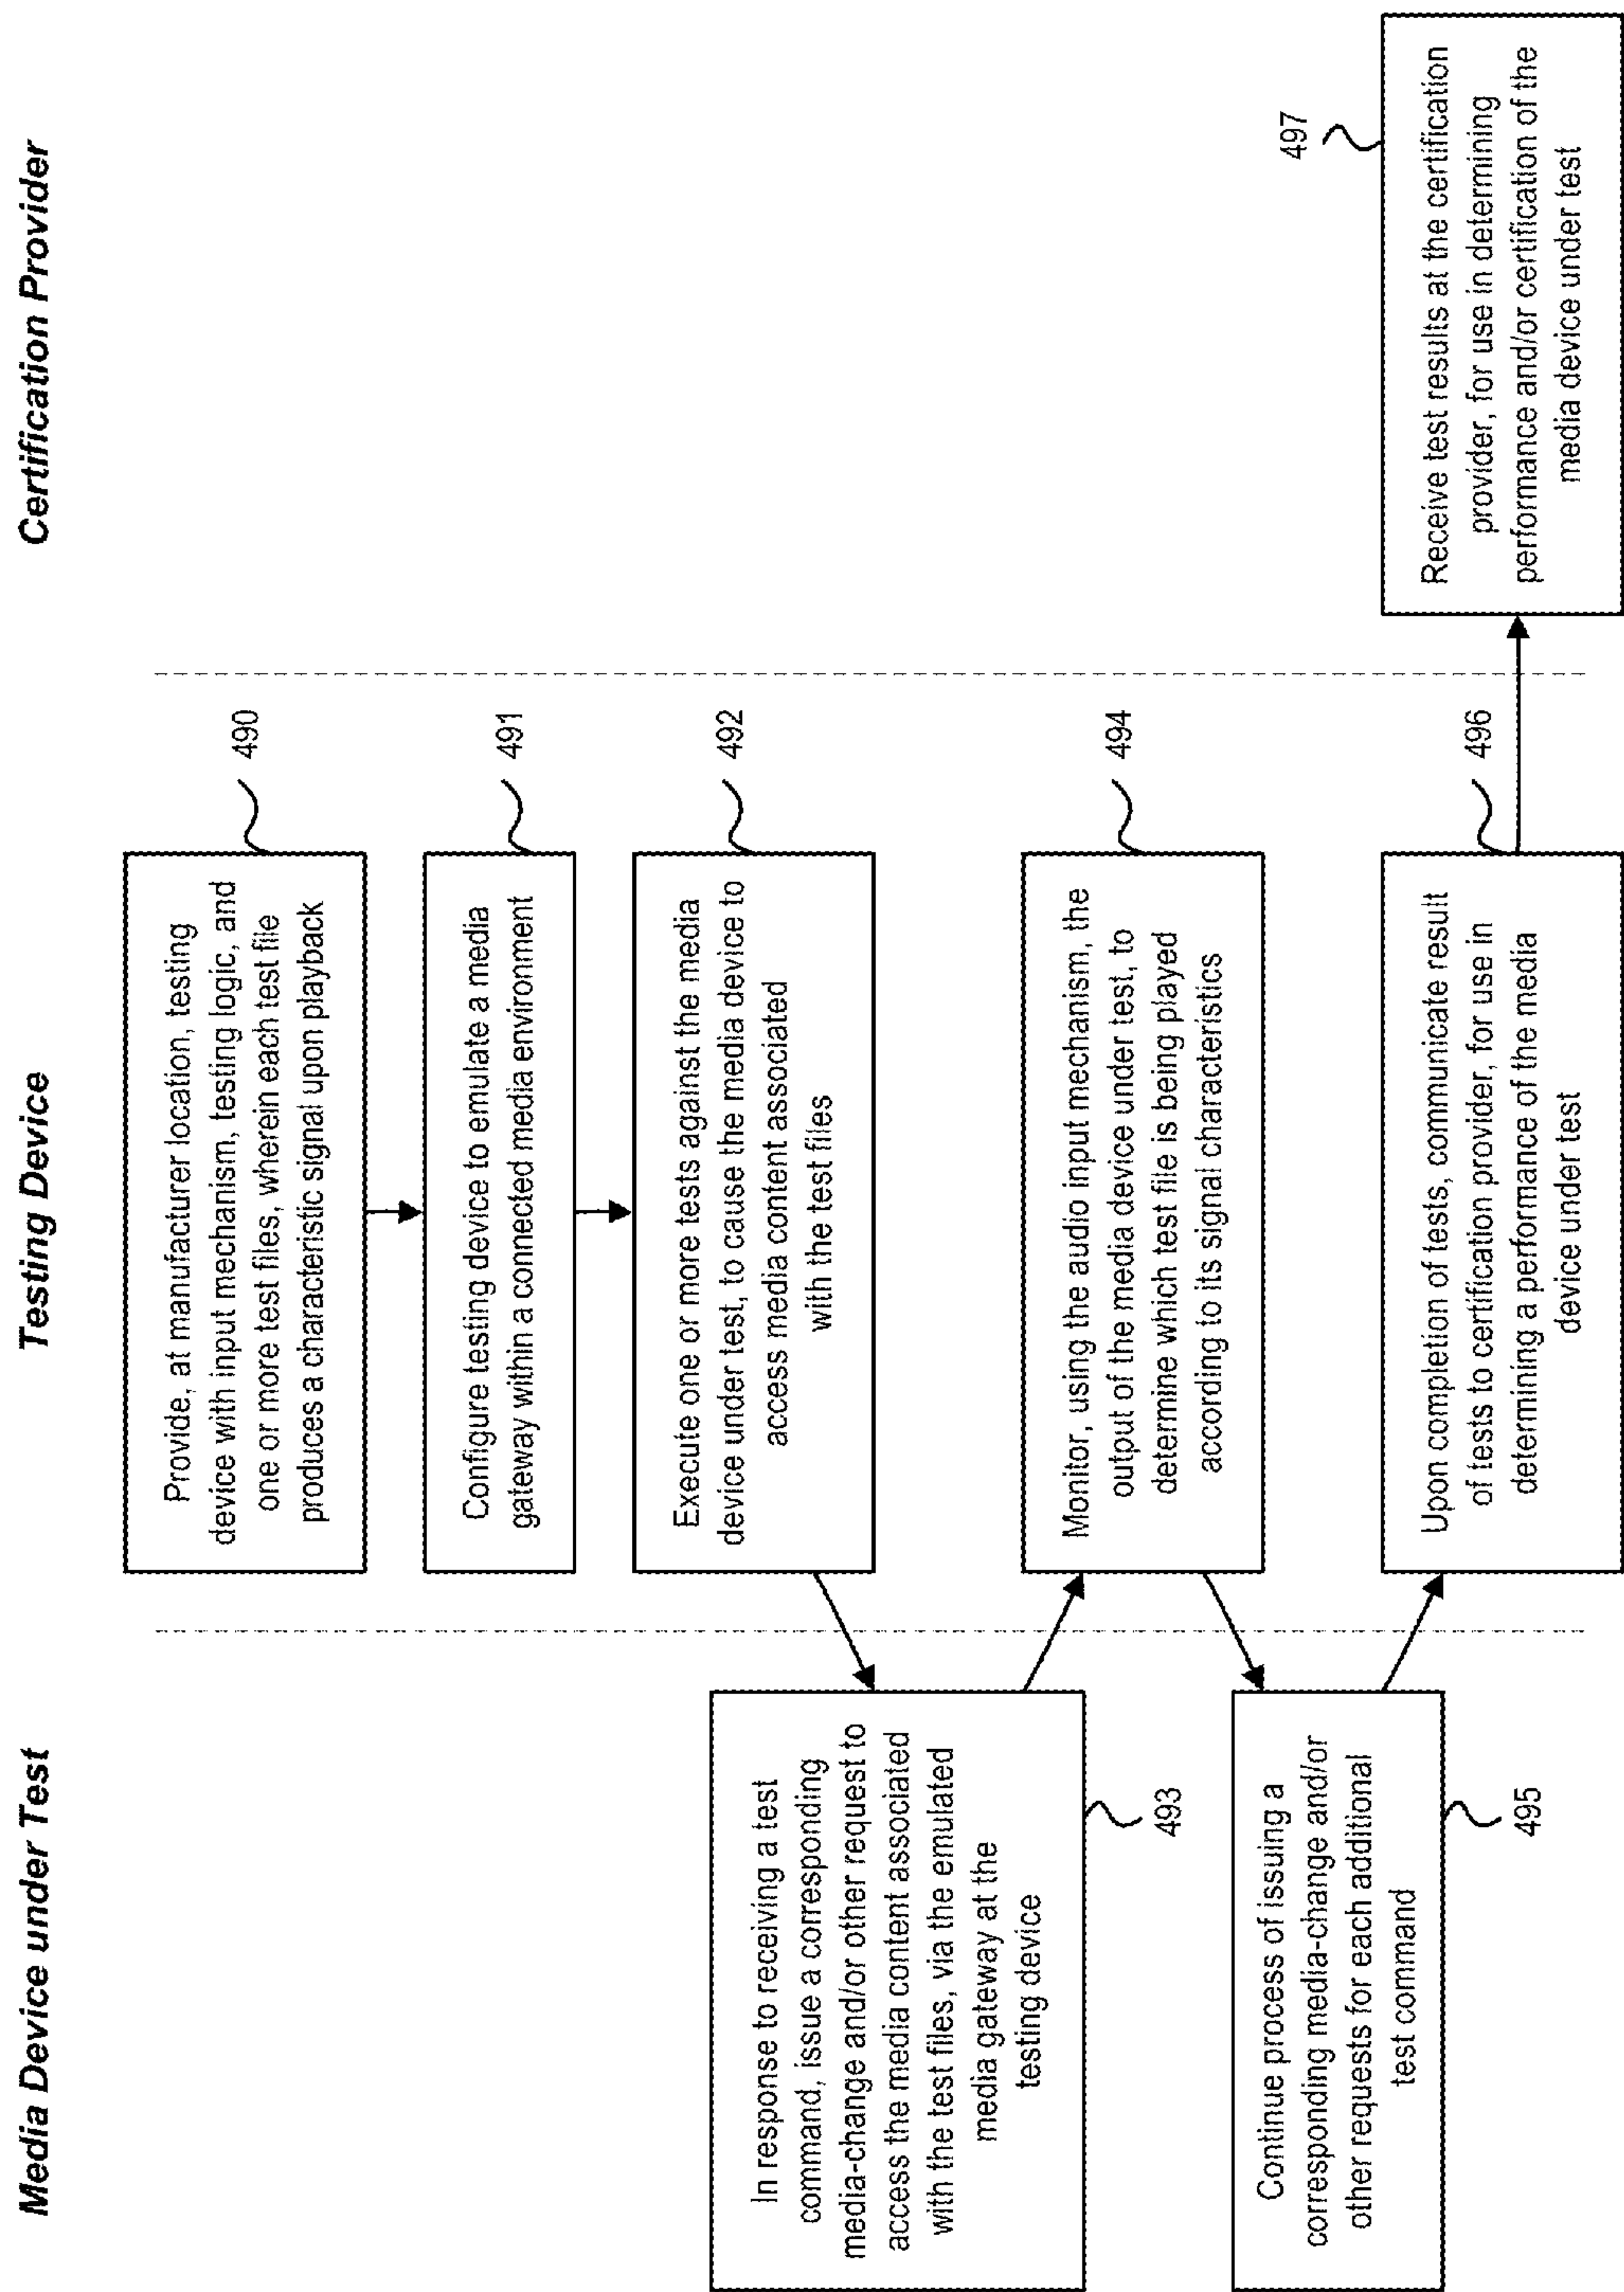 Media Device under Test
Testing Device
Certification Provider
Provide, at manufacturer location, testing
device with input mechanism, testing logic, and
one or more test files, wherein each test file
produces a characteristic signal upon playback
490
Configure testing device to emulate a media
gateway within a connected media environment
491
Execute one or more tests against the media
device under test, to cause the media device to
access media content associated
with the test files
492
In response to receiving a test
command, issue a corresponding
media-change and/or other request to
access the media content associated
with the test files, via the emulated
media gateway at the
testing device
493
Monitor, using the audio input mechanism, the
output of the media device under test, to
determine which test file is being played
according to its signal characteristics
494
Continue process of issuing a
corresponding media-change and/or
other requests for each additional
test command
495
Upon completion of tests, communicate result
of tests to certification provider, for use in
determining a performance of the media
device under test
496
Receive test results at the certification
provider, for use in determining
performance and/or certification of the
media device under test
497